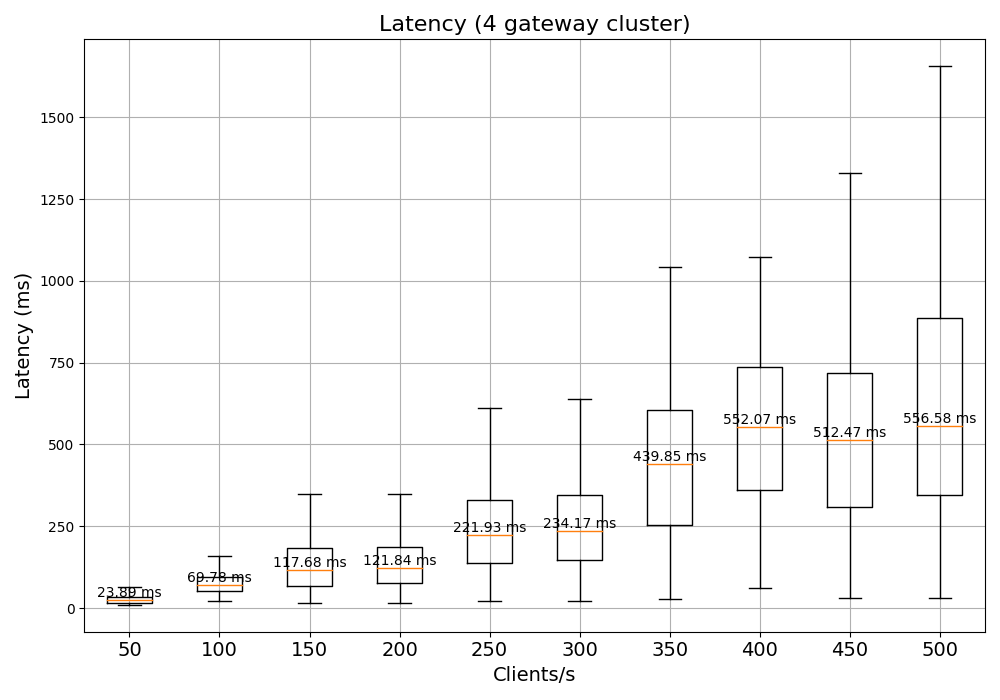 Latency (4 gateway cluster)
Latency (ms)
1500
1250
1000
750
500
250
0
23.89 ms
69.78 ms
117.68 ms
121.84 ms
221.93 ms
234.17 ms
439.85 ms
552.07 ms
512.47 ms
556.58 ms
50 100 150 200 250 300 350 400 450 500
Clients/s